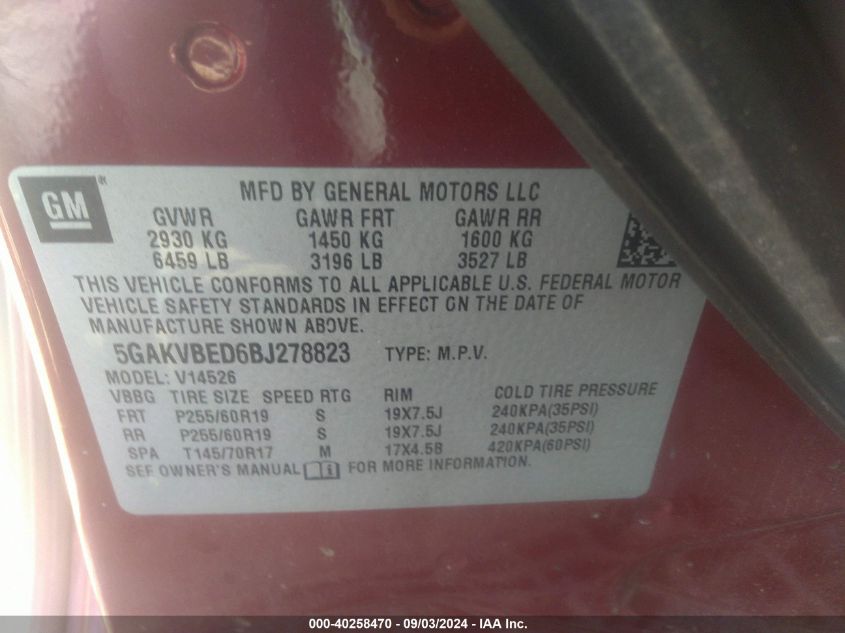 GM
MFD BY GENERAL MOTORS LLC
GVWR GAWR FRT GAWR RR
2930 KG 1450 KG 1600 KG
6459 LB 3196 LB 3527 LB
THIS VEHICLE CONFORMS TO ALL APPLICABLE U.S. FEDERAL MOTOR
VEHICLE SAFETY STANDARDS IN EFFECT ON THE DATE OF
MANUFACTURE SHOWN ABOVE.
5GAKVBED6BJ278823 TYPE: M.P.V.
MODEL: V14526
VBBG TIRE SIZE SPEED RTG RIM COLD TIRE PRESSURE
FRT P255/60R19 S 19X7.5J 240KPA(35PSI)
RR P255/60R19 S 19X7.5J 240KPA(35PSI)
SPA T145/70R17 M 17X4.5B 420KPA(60PSI)
SEE OWNER'S MANUAL FOR MORE INFORMATION.
000-40258470 - 09/03/2024 - IAA Inc.